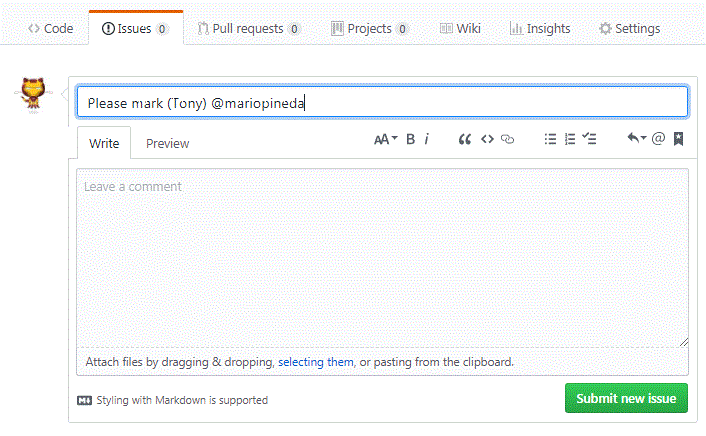 Code Issues 0 Pull requests 0 Projects 0 Wiki Insights Settings
Please mark (Tony) @mariopineda
Write Preview AA B i @
Leave a comment
Attach files by dragging & dropping, selecting them, or pasting from the clipboard.
Styling with Markdown is supported Submit new issue